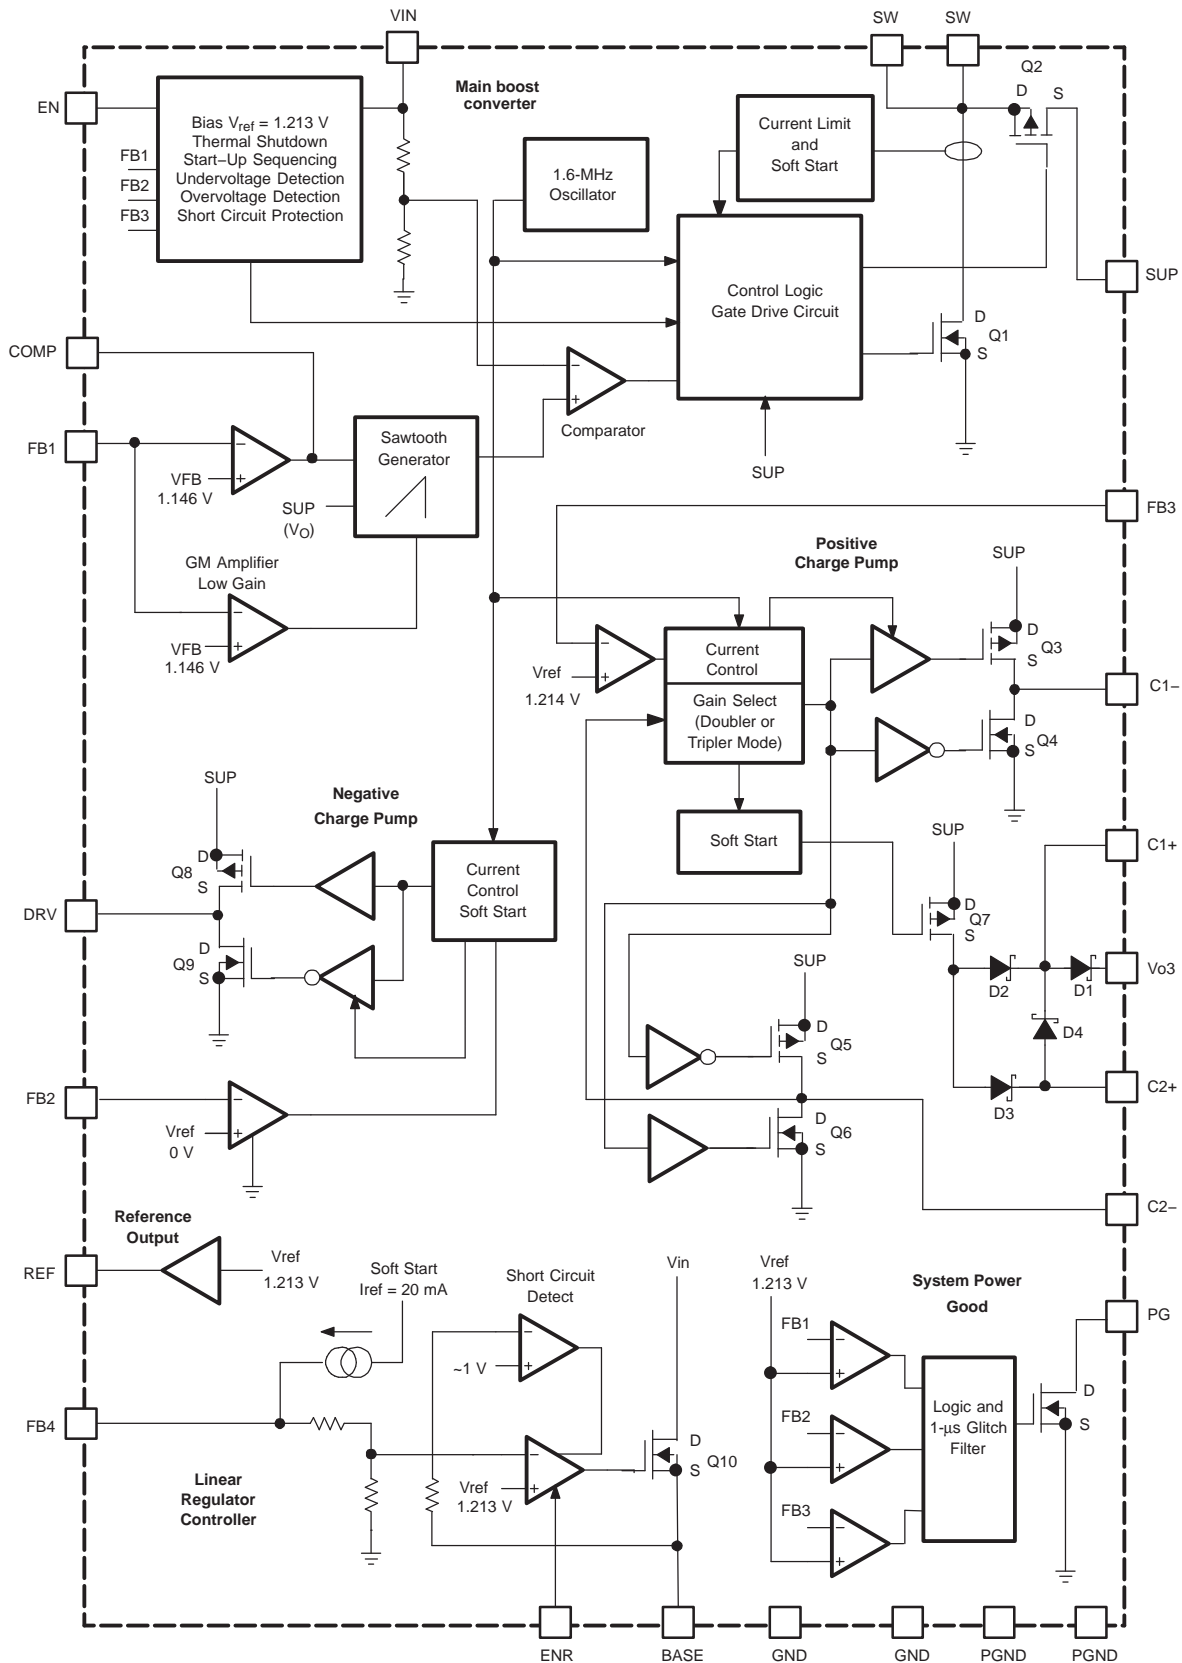 VIN
SW
SW
Q2
D
S
EN
Main boost
converter
Bias Vref = 1.213 V
Thermal Shutdown
Start–Up Sequencing
Undervoltage Detection
Overvoltage Detection
Short Circuit Protection
FB1
FB2
FB3
1.6-MHz
Oscillator
Current Limit
and
Soft Start
SUP
Control Logic
Gate Drive Circuit
D
Q1
S
COMP
−
+
Comparator
SUP
FB1
−
+
VFB
1.146 V
Sawtooth
Generator
SUP
(VO)
FB3
GM Amplifier
Low Gain
−
+
VFB
1.146 V
Positive
Charge Pump
SUP
D
Q3
S
−
+
Vref
1.214 V
Current
Control
Gain Select
(Doubler or
Tripler Mode)
C1−
D
Q4
S
SUP
Negative
Charge Pump
Soft Start
SUP
C1+
D
Q8
S
Current
Control
Soft Start
D
Q7
S
DRV
D
Q9
S
SUP
D2
D1
Vo3
D
Q5
S
D4
D3
C2+
FB2
−
+
Vref
0 V
D
Q6
S
C2−
Reference
Output
REF
Vref
1.213 V
Soft Start
Iref = 20 mA
Short Circuit
Detect
Vin
Vref
1.213 V
System Power
Good
PG
FB1
−
+
−
+
~1 V
FB4
FB2
−
+
Logic and
1-µs Glitch
Filter
D
S
−
+
Vref
1.213 V
D
Q10
S
Linear
Regulator
Controller
FB3
−
+
ENR
BASE
GND
GND
PGND
PGND